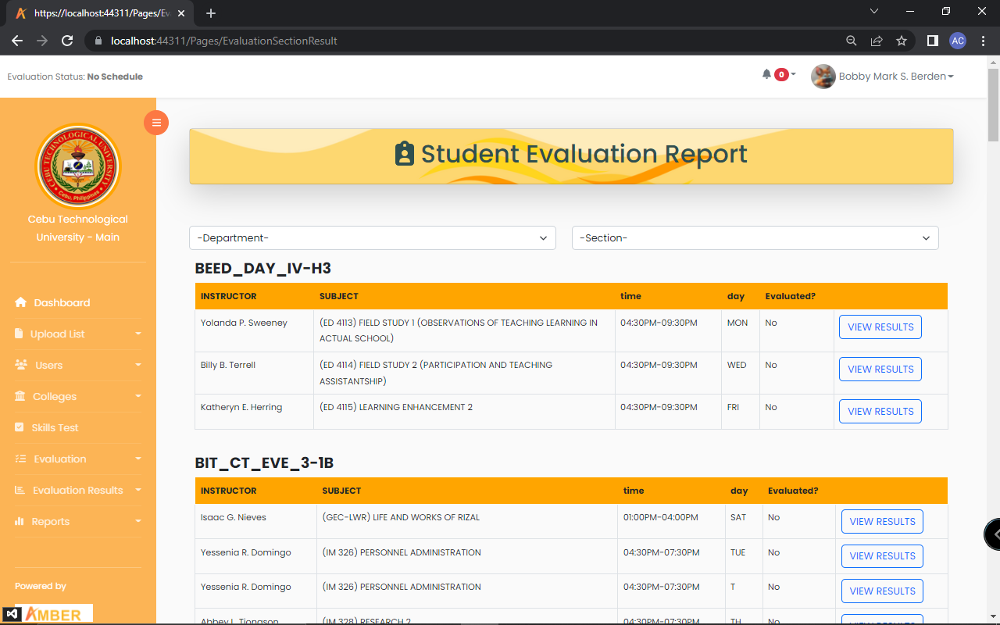 https://localhost:44311/Pages/Ev
localhost:44311/Pages/EvaluationSectionResult
AC
Evaluation Status: No Schedule
0
Bobby Mark S. Berden
CEBU TECHNOLOGICAL UNIVERSITY
Cebu, Philippines
Cebu Technological
University - Main
Dashboard
Upload List
Users
Colleges
Skills Test
Evaluation
Evaluation Results
Reports
Powered by
AMBER
Student Evaluation Report
-Department-
-Section-
BEED_DAY_IV-H3
INSTRUCTOR SUBJECT time day Evaluated?
Yolanda P. Sweeney (ED 4113) FIELD STUDY 1 (OBSERVATIONS OF TEACHING LEARNING IN 04:30PM-09:30PM MON No VIEW RESULTS
ACTUAL SCHOOL)
Billy B. Terrell (ED 4114) FIELD STUDY 2 (PARTICIPATION AND TEACHING 04:30PM-09:30PM WED No VIEW RESULTS
ASSISTANTSHIP)
Katheryn E. Herring (ED 4115) LEARNING ENHANCEMENT 2 04:30PM-09:30PM FRI No VIEW RESULTS
BIT_CT_EVE_3-1B
INSTRUCTOR SUBJECT time day Evaluated?
Isaac G. Nieves (GEC-LWR) LIFE AND WORKS OF RIZAL 01:00PM-04:00PM SAT No VIEW RESULTS
Yessenia R. Domingo (IM 326) PERSONNEL ADMINISTRATION 04:30PM-07:30PM TUE No VIEW RESULTS
Yessenia R. Domingo (IM 326) PERSONNEL ADMINISTRATION 04:30PM-07:30PM T No VIEW RESULTS
Abbey L. Tiongson (IM 328) RESEARCH 2 04:30PM-07:30PM TH No VIEW RESULTS